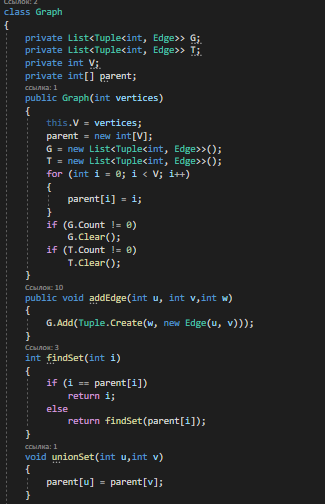 Ссылок: 2
class Graph
{
    private List<Tuple<int, Edge>> G;
    private List<Tuple<int, Edge>> T;
    private int V;
    private int[] parent;
    ссылка: 1
    public Graph(int vertices)
    {
        this.V = vertices;
        parent = new int[V];
        G = new List<Tuple<int, Edge>>();
        T = new List<Tuple<int, Edge>>();
        for (int i = 0; i < V; i++)
        {
            parent[i] = i;
        }
        if (G.Count != 0)
            G.Clear();
        if (T.Count != 0)
            T.Clear();
    }
    Ссылок: 10
    public void addEdge(int u, int v,int w)
    {
        G.Add(Tuple.Create(w, new Edge(u, v)));
    }
    Ссылок: 3
    int findSet(int i)
    {
        if (i == parent[i])
            return i;
        else
            return findSet(parent[i]);
    }
    ссылка: 1
    void unionSet(int u,int v)
    {
        parent[u] = parent[v];
    }